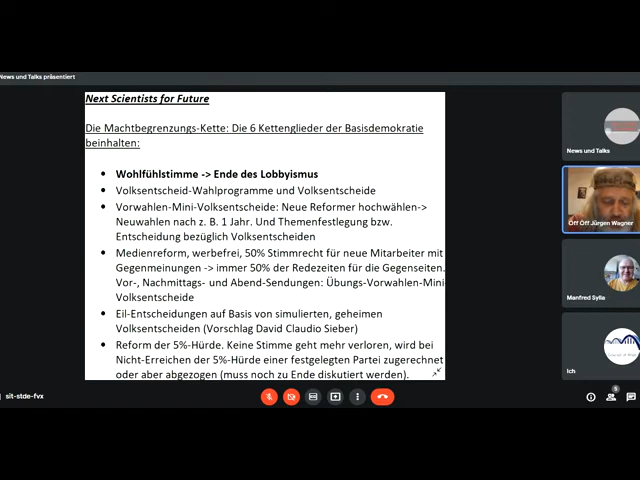 News und Talks präsentiert
Next Scientists for Future
Die Machtbegrenzungs-Kette: Die 6 Kettenglieder der Basisdemokratie
beinhalten:
• Wohlfühlstimme -> Ende des Lobbyismus
• Volksentscheid-Wahlprogramme und Volksentscheide
• Vorwahlen-Mini-Volksentscheide: Neue Reformer hochwählen->
Neuwahlen nach z. B. 1 Jahr. Und Themenfestlegung bzw.
Entscheidung bezüglich Volksentscheiden
• Medienreform, werbefrei, 50% Stimmrecht für neue Mitarbeiter mit
Gegenmeinungen -> immer 50% der Redezeiten für die Gegenseiten.
Vor-, Nachmittags- und Abend-Sendungen: Übungs-Vorwahlen-Mini
Volksentscheide
• Eil-Entscheidungen auf Basis von simulierten, geheimen
Volksentscheiden (Vorschlag David Claudio Sieber)
• Reform der 5%-Hürde. Keine Stimme geht mehr verloren, wird bei
Nicht-Erreichen der 5%-Hürde einer festgelegten Partei zugerechnet
oder aber abgezogen (muss noch zu Ende diskutiert werden).
News und Talks
Off Off Jürgen Wagner
Manfred Sylla
Ich
sit-stde-fvx
5